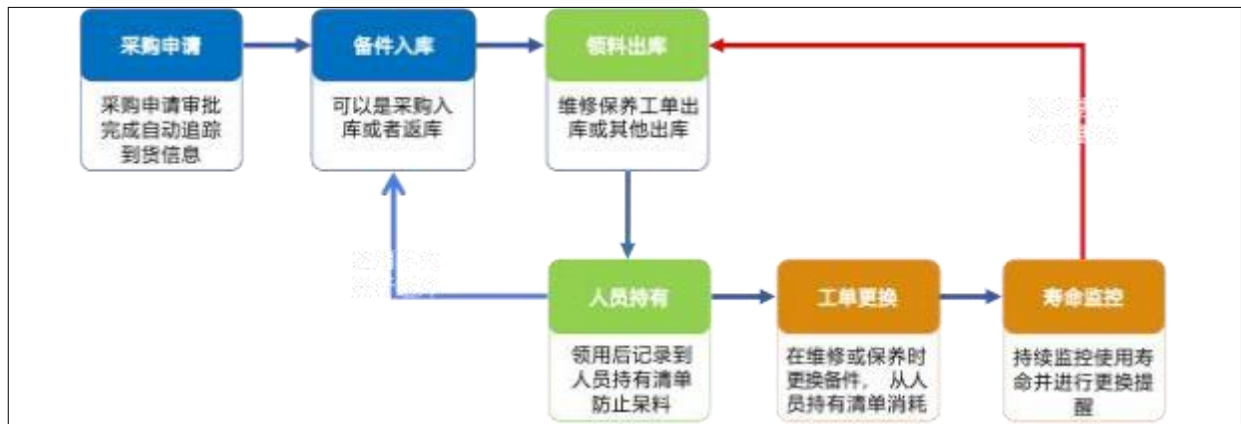 采购申请
采购申请审批
完成自动追踪
到货信息
备件入库
可以是采购入
库或者返库
领料出库
维修保养工单出
库或其他出库
人员持有
领用后记录到
人员持有清单
防止呆料
工单更换
在维修或保养时
更换备件， 从人
员持有清单消耗
寿命监控
持续监控使用寿
命并进行更换提
醒